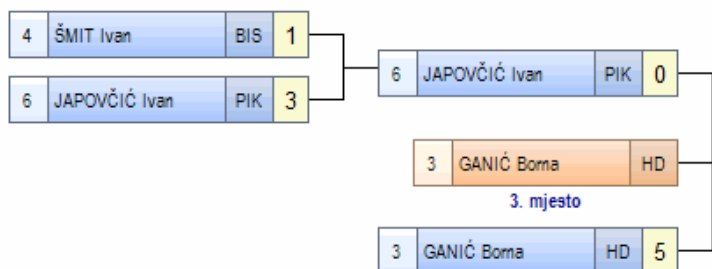 4 ŠMIT Ivan BIS 1
6 JAPOVČIĆ Ivan PIK 3
6 JAPOVČIĆ Ivan PIK 0
3 GANIĆ Borna HD
3. mjesto
3 GANIĆ Borna HD 5